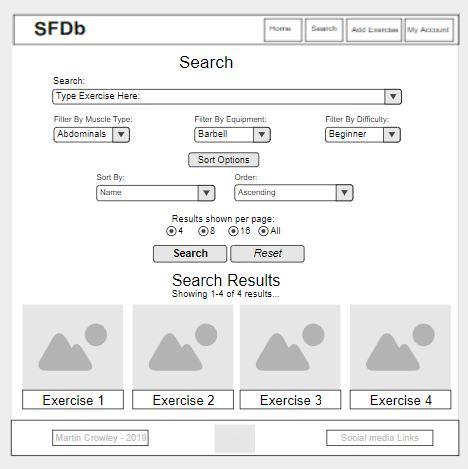 SFDb
Home Search Add Exercise My Account
Search
Search:
Type Exercise Here:
Filter By Muscle Type: Filter By Equipment: Filter By Difficulty:
Abdominals Barbell Beginner
Sort Options
Sort By: Order:
Name Ascending
Results shown per page:
4 8 16 All
Search Reset
Search Results
Showing 1-4 of 4 results...
Exercise 1 Exercise 2 Exercise 3 Exercise 4
Martin Crowley - 2019 Social media Links